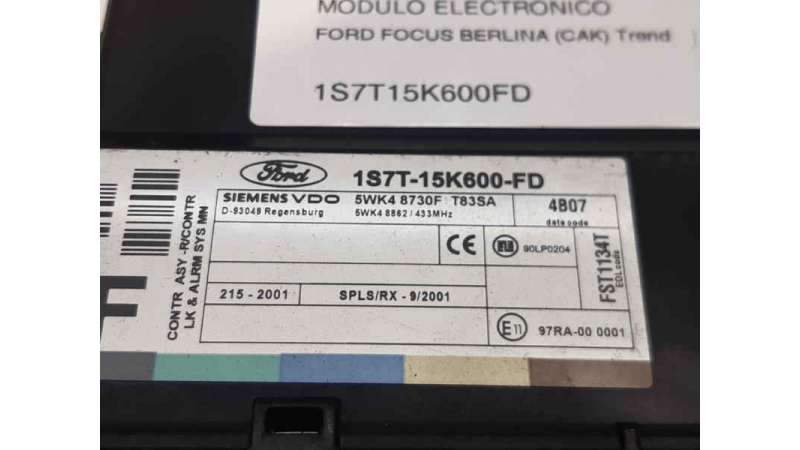 MODULO ELECTRONICO
FORD FOCUS BERLINA (CAK) Trend
1S7T15K600FD
Ford
1S7T-15K600-FD
SIEMENS VDO
D-93048 Regensburg
5WK4 8730F T83SA
5WK4 8862 / 433MHz
4B07
date code
CE
90LP0204
FST1134T
EOL code
215 - 2001
SPLS/RX - 9/2001
E11
97RA-00 0001
CONTR ASY -R/CONTR
LK & ALRM SYS MN
F